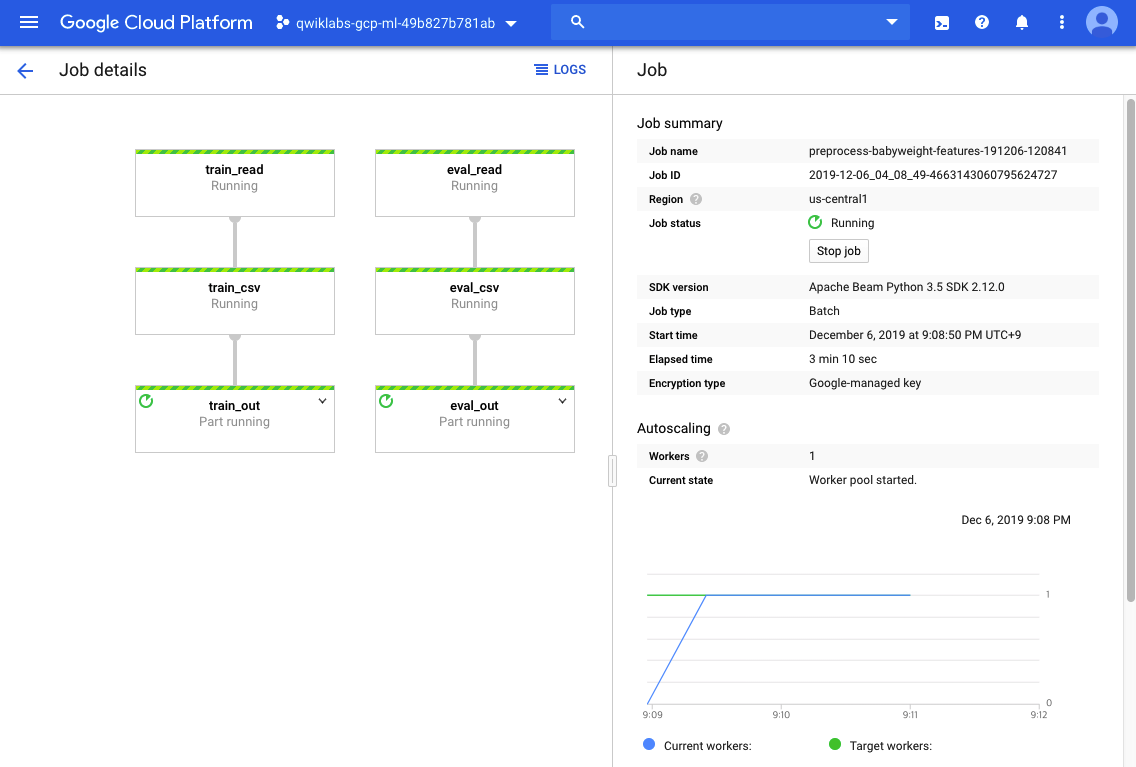 Google Cloud Platform
qwiklabs-gcp-ml-49b827b781ab
Job details
LOGS
train_read
Running
eval_read
Running
train_csv
Running
eval_csv
Running
train_out
Part running
eval_out
Part running
Job
Job summary
Job name preprocess-babyweight-features-191206-120841
Job ID 2019-12-06_04_08_49-4663143060795624727
Region ? us-central1
Job status Running
Stop job
SDK version Apache Beam Python 3.5 SDK 2.12.0
Job type Batch
Start time December 6, 2019 at 9:08:50 PM UTC+9
Elapsed time 3 min 10 sec
Encryption type Google-managed key
Autoscaling ?
Workers ? 1
Current state Worker pool started.
Dec 6, 2019 9:08 PM
1
0
9:09 9:10 9:11 9:12
Current workers: Target workers: